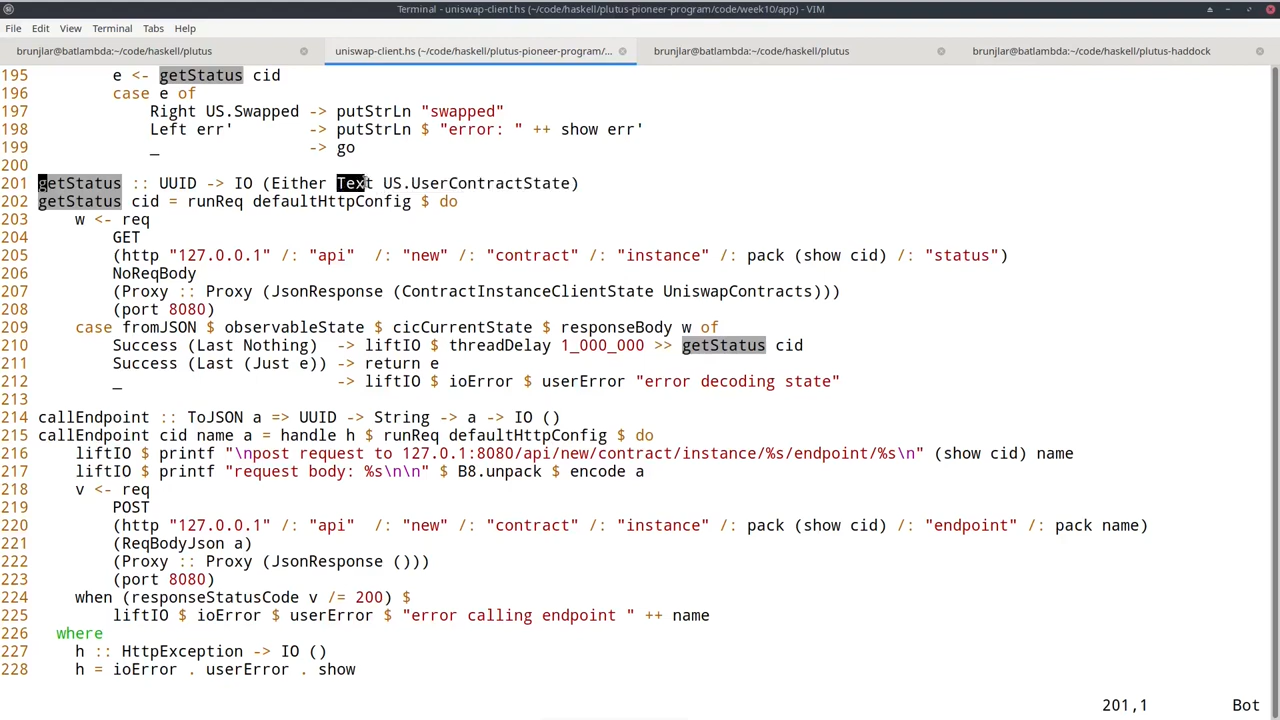 Terminal - uniswap-client.hs (~/code/haskell/plutus-pioneer-program/code/week10/app) - VIM
File Edit View Terminal Tabs Help
brunjlar@batlambda:~/code/haskell/plutus uniswap-client.hs (~/code/haskell/plutus-pioneer-program/... brunjlar@batlambda:~/code/haskell/plutus brunjlar@batlambda:~/code/haskell/plutus-haddock
195         e <- getStatus cid
196         case e of
197             Right US.Swapped -> putStrLn "swapped"
198             Left err'        -> putStrLn $ "error: " ++ show err'
199             _                -> go
200
201 getStatus :: UUID -> IO (Either Text US.UserContractState)
202 getStatus cid = runReq defaultHttpConfig $ do
203     w <- req
204         GET
205         (http "127.0.0.1" /: "api"  /: "new" /: "contract" /: "instance" /: pack (show cid) /: "status")
206         NoReqBody
207         (Proxy :: Proxy (JsonResponse (ContractInstanceClientState UniswapContracts)))
208         (port 8080)
209     case fromJSON $ observableState $ cicCurrentState $ responseBody w of
210         Success (Last Nothing)  -> liftIO $ threadDelay 1_000_000 >> getStatus cid
211         Success (Last (Just e)) -> return e
212         _                       -> liftIO $ ioError $ userError "error decoding state"
213
214 callEndpoint :: ToJSON a => UUID -> String -> a -> IO ()
215 callEndpoint cid name a = handle h $ runReq defaultHttpConfig $ do
216     liftIO $ printf "\npost request to 127.0.1:8080/api/new/contract/instance/%s/endpoint/%s\n" (show cid) name
217     liftIO $ printf "request body: %s\n\n" $ B8.unpack $ encode a
218     v <- req
219         POST
220         (http "127.0.0.1" /: "api"  /: "new" /: "contract" /: "instance" /: pack (show cid) /: "endpoint" /: pack name)
221         (ReqBodyJson a)
222         (Proxy :: Proxy (JsonResponse ()))
223         (port 8080)
224     when (responseStatusCode v /= 200) $
225         liftIO $ ioError $ userError $ "error calling endpoint " ++ name
226   where
227     h :: HttpException -> IO ()
228     h = ioError . userError . show
201,1 Bot